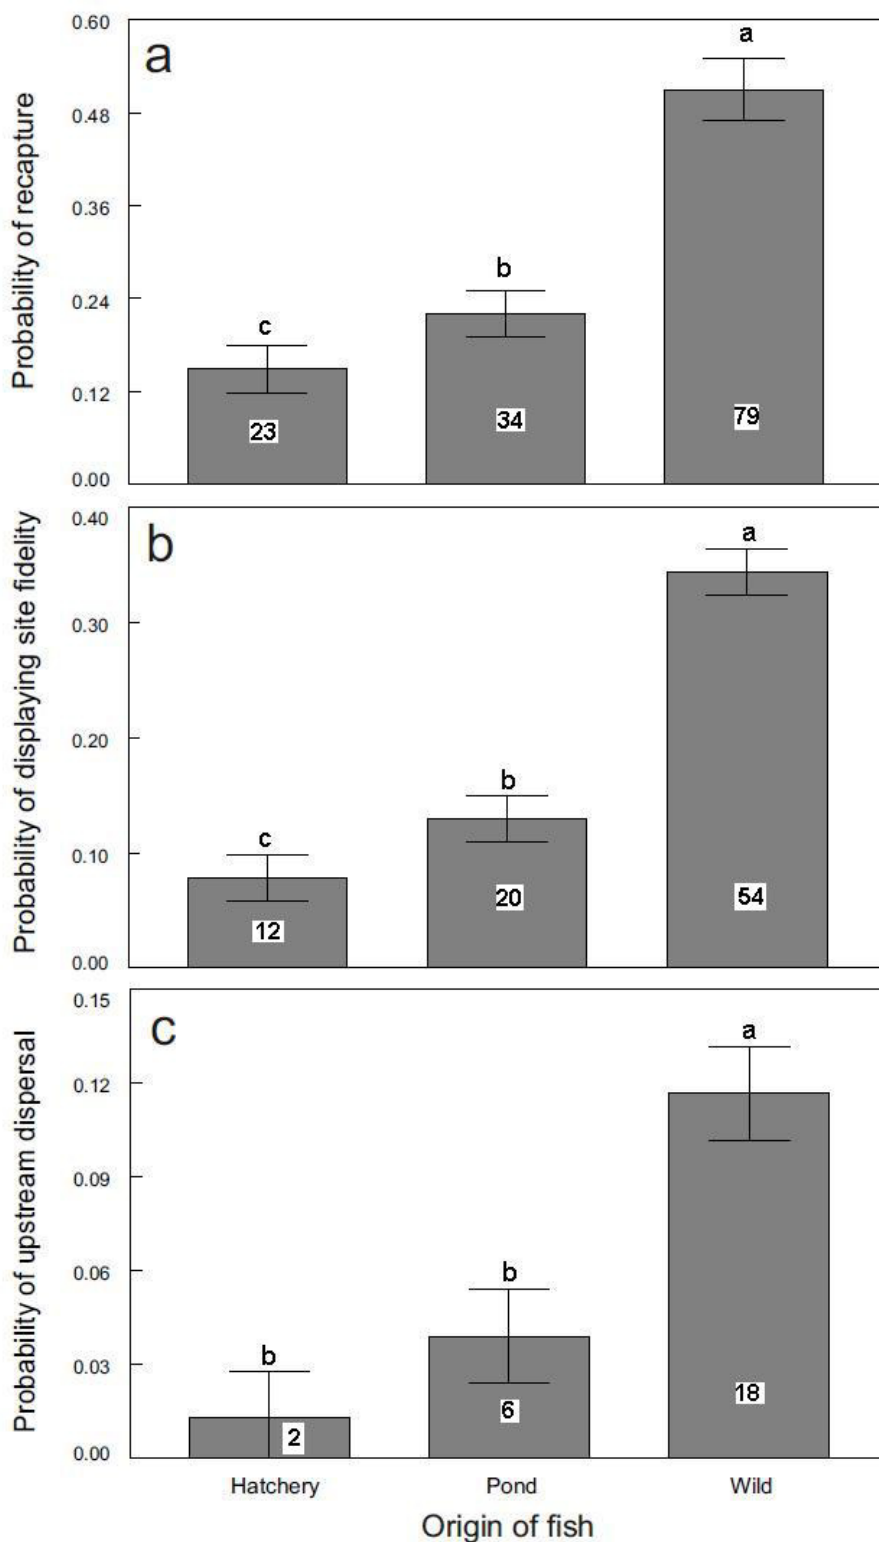 Probability of recapture
0.60
0.48
0.36
0.24
0.12
0.00
a
c
b
a
23
34
79
Probability of displaying site fidelity
0.40
0.30
0.20
0.10
0.00
b
c
b
a
12
20
54
Probability of upstream dispersal
0.15
0.12
0.09
0.06
0.03
0.00
c
b
b
a
2
6
18
Hatchery Pond Wild
Origin of fish